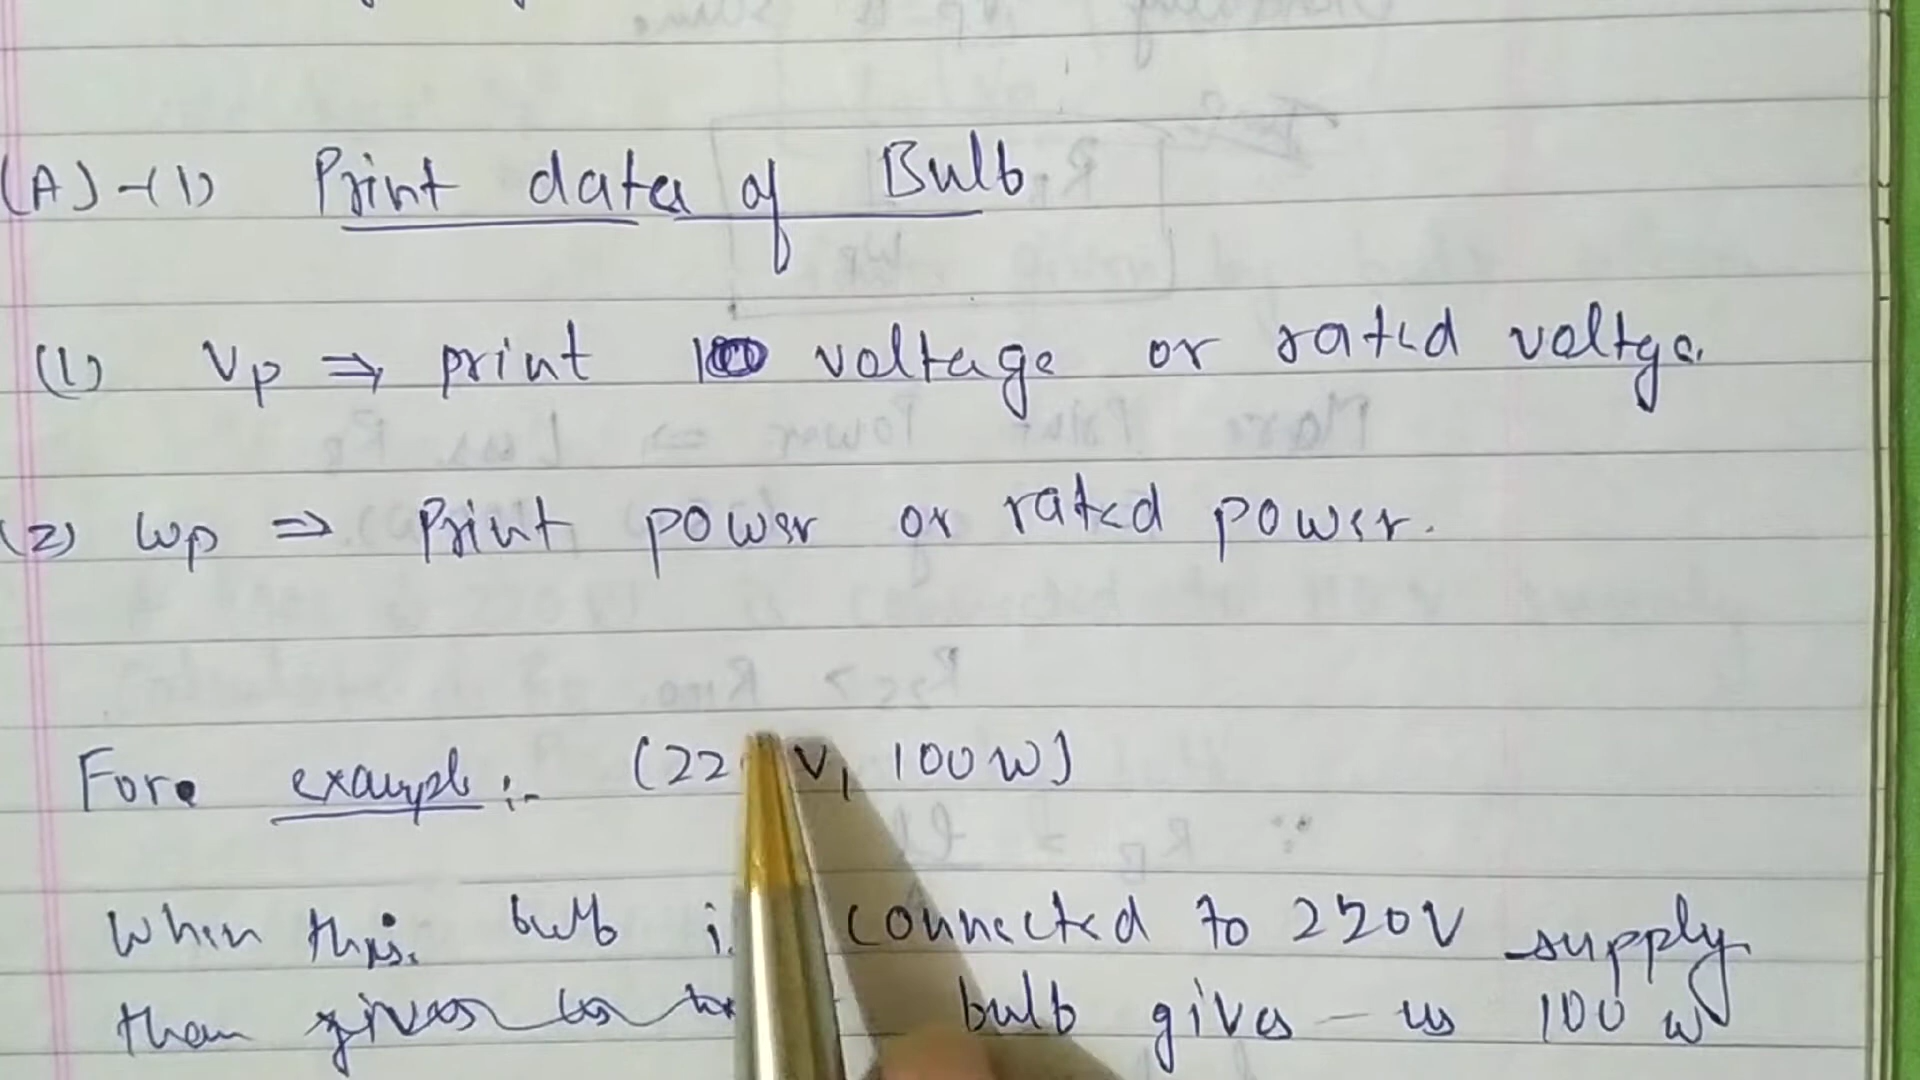 (A)-(1) Print data of Bulb
(1) Vp ⇒ print voltage or rated voltge.
(2) Wp ⇒ Print power or rated power.
For example :- (22 V, 100W)
When this bulb connected to 220V supply
then bulb gives us 100 W